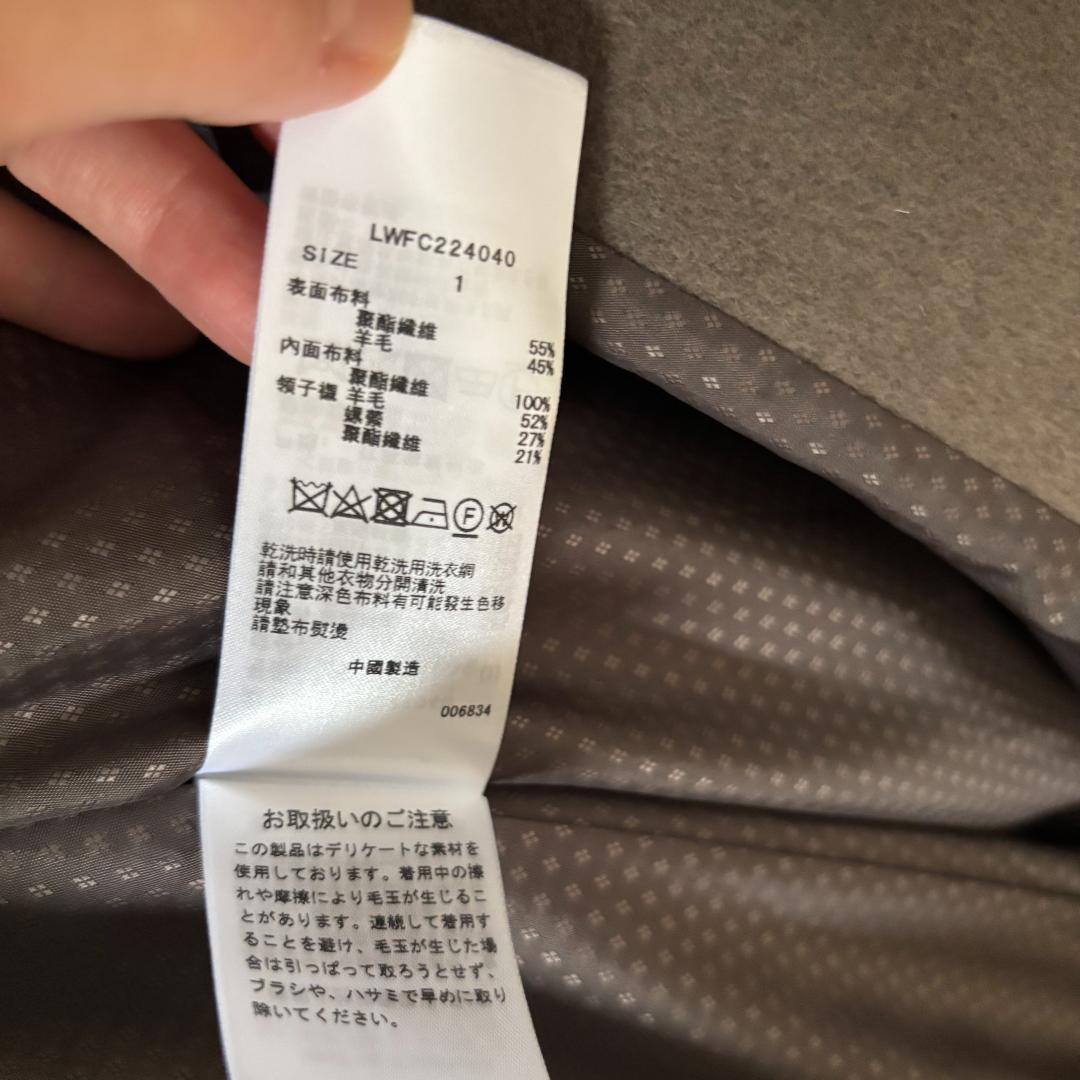 LWFC224040
SIZE 1
表面布料
聚酯纖維 55%
羊毛 45%
內面布料
聚酯纖維 100%
領子襯 羊毛 52%
嫘縈 27%
聚酯纖維 21%
F
W
乾洗時請使用乾洗用洗衣網
請和其他衣物分開清洗
請注意深色布料有可能發生色移
現象
請墊布熨燙
中國製造
006834
お取扱いのご注意
この製品はデリケートな素材を
使用しております。着用中の擦
れや摩擦により毛玉が生じるこ
とがあります。連続して着用す
ることを避け、毛玉が生じた場
合は引っぱって取ろうとせず、
ブラシや、ハサミで早めに取り
除いてください。